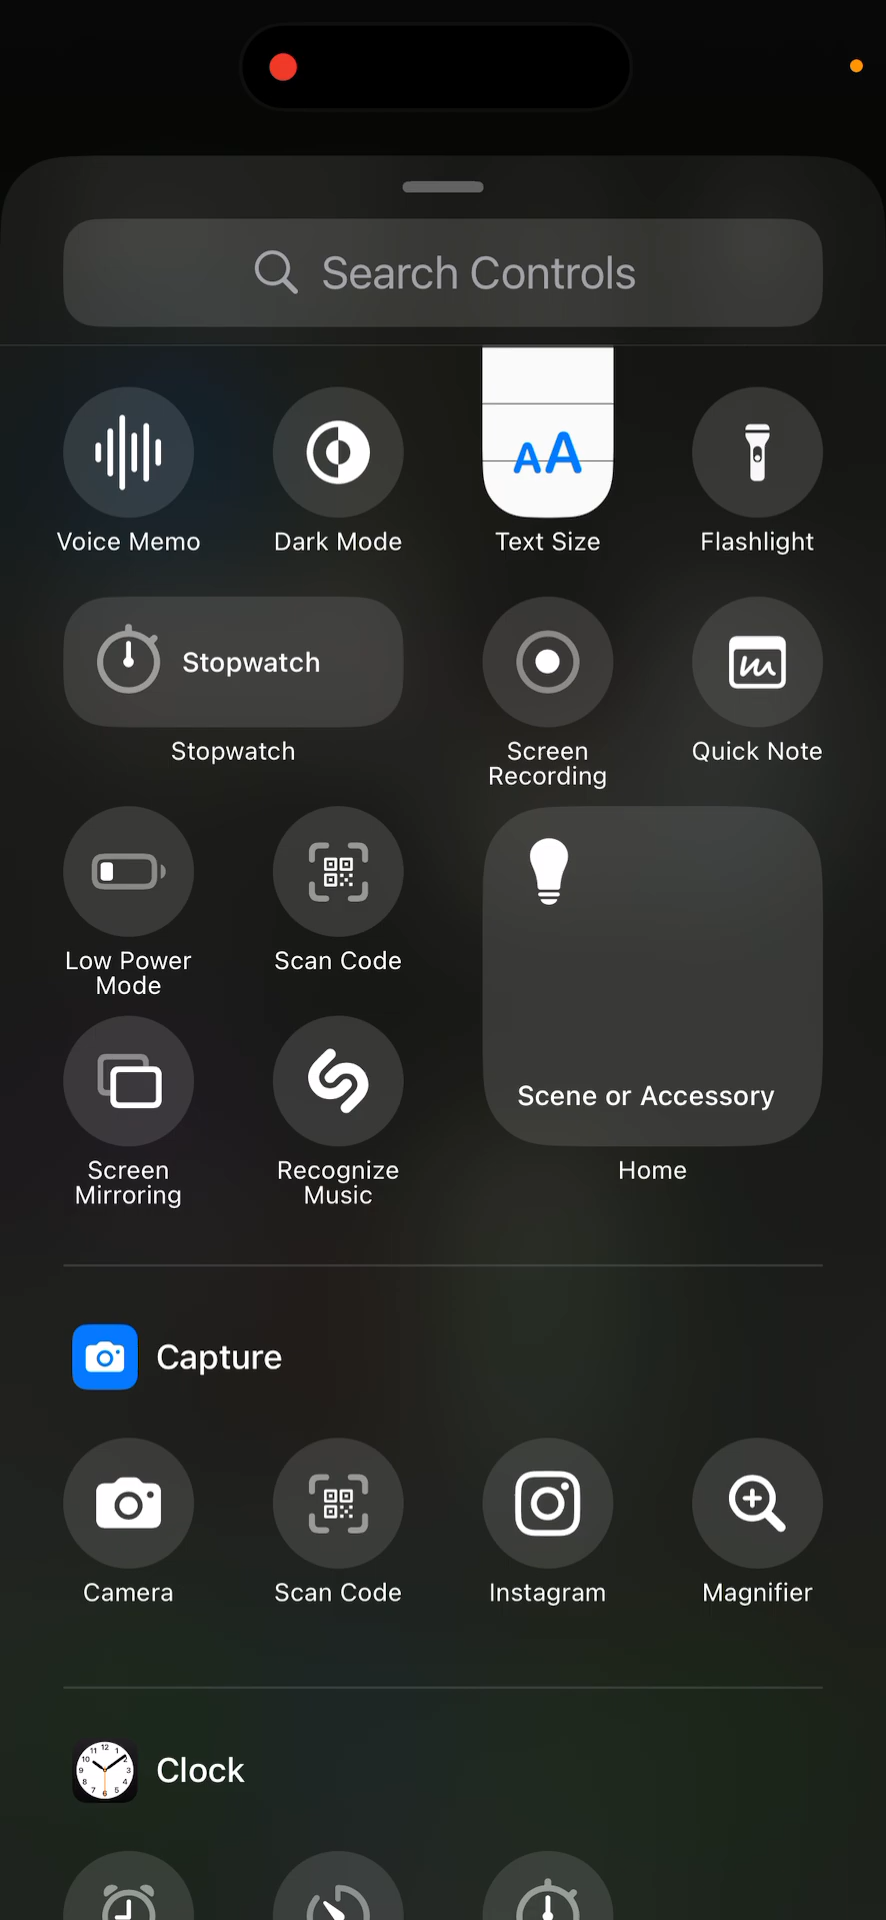 Search Controls
AA
Voice Memo
Dark Mode
Text Size
Flashlight
Stopwatch
Stopwatch
Screen
Recording
Quick Note
Low Power
Mode
Scan Code
Scene or Accessory
Screen
Mirroring
Recognize
Music
Home
Capture
Camera
Scan Code
Instagram
Magnifier
Clock